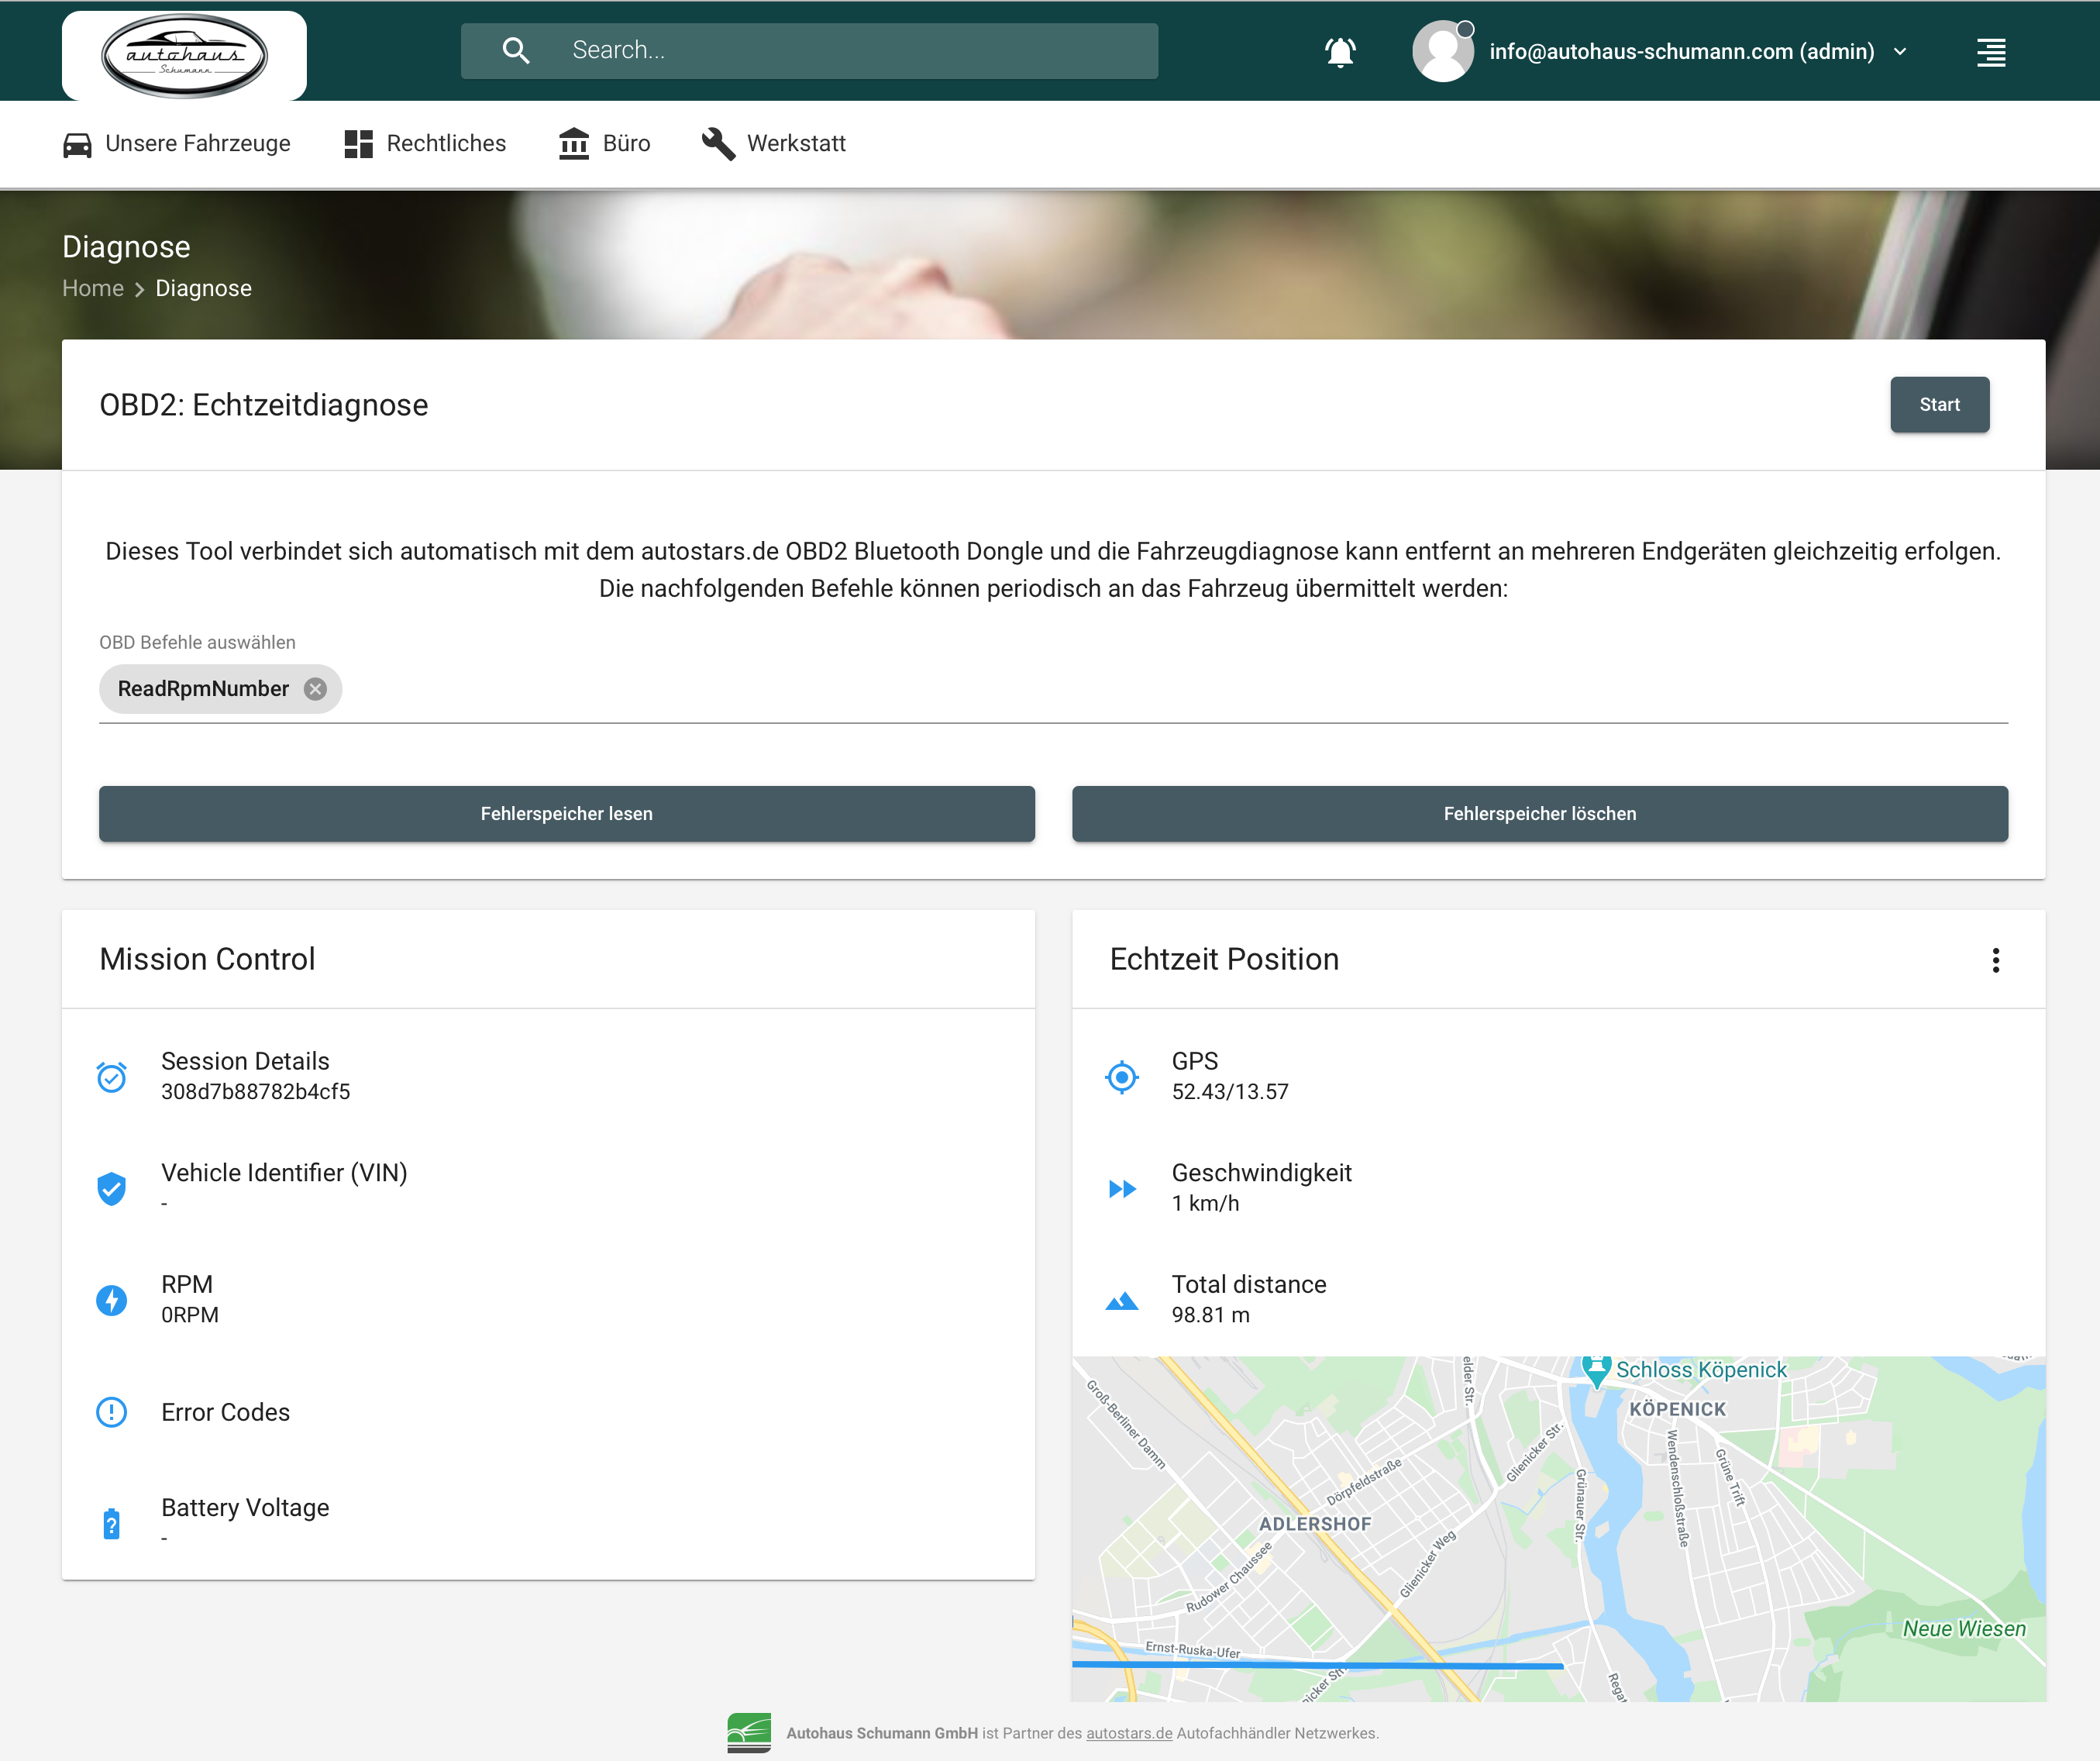 autohaus
Schumann
Search...
info@autohaus-schumann.com (admin)
Unsere Fahrzeuge
Rechtliches
Büro
Werkstatt
Diagnose
Home > Diagnose
OBD2: Echtzeitdiagnose
Start
Dieses Tool verbindet sich automatisch mit dem autostars.de OBD2 Bluetooth Dongle und die Fahrzeugdiagnose kann entfernt an mehreren Endgeräten gleichzeitig erfolgen.
Die nachfolgenden Befehle können periodisch an das Fahrzeug übermittelt werden:
OBD Befehle auswählen
ReadRpmNumber
Fehlerspeicher lesen
Fehlerspeicher löschen
Mission Control
Session Details
308d7b88782b4cf5
Vehicle Identifier (VIN)
-
RPM
0RPM
Error Codes
Battery Voltage
-
Echtzeit Position
GPS
52.43/13.57
Geschwindigkeit
1 km/h
Total distance
98.81 m
Schloss Köpenick
KÖPENICK
Groß-Berliner Damm
elder Str.
Glienicker Str.
Dörpfeldstraße
Grünauer Str.
Wendenschloßstraße
Grüne Trift
ADLERSHOF
Glienicker Weg
Rudower Chaussee
Neue Wiesen
Ernst-Ruska-Ufer
nicker Str
Regat
Autohaus Schumann GmbH ist Partner des autostars.de Autofachhändler Netzwerkes.